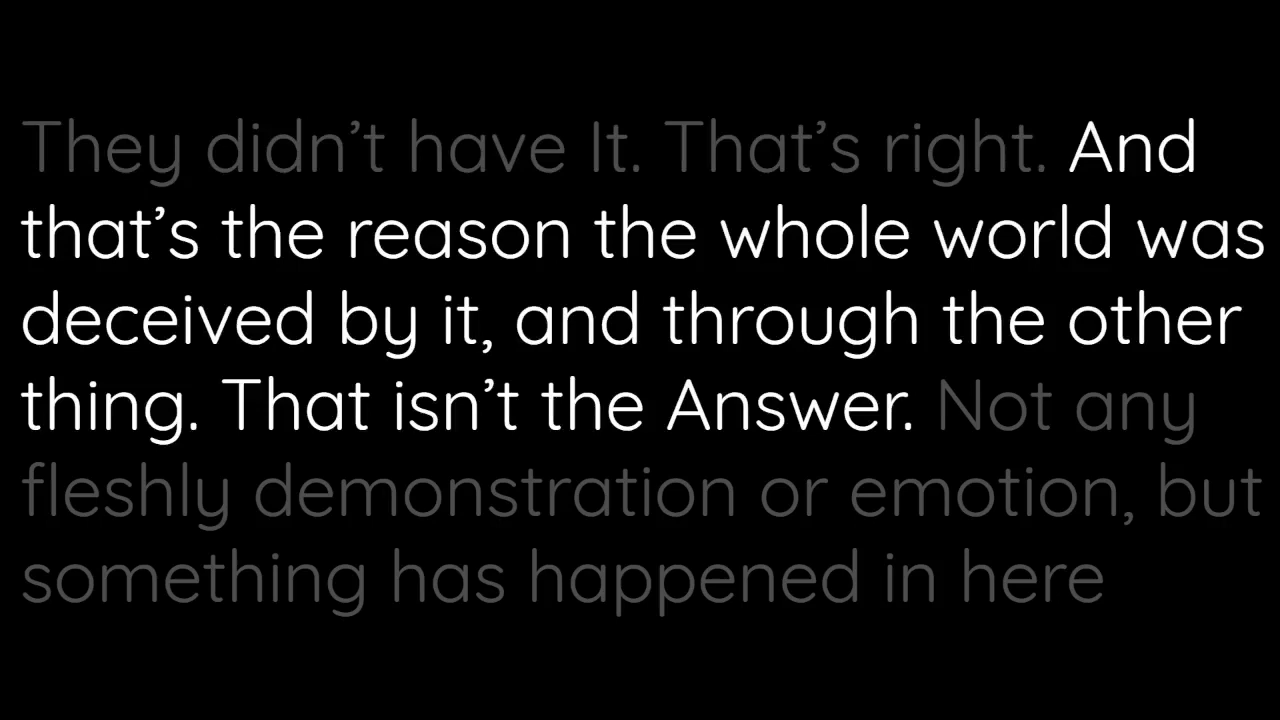 They didn’t have It. That’s right. And
that’s the reason the whole world was
deceived by it, and through the other
thing. That isn’t the Answer. Not any
fleshly demonstration or emotion, but
something has happened in here